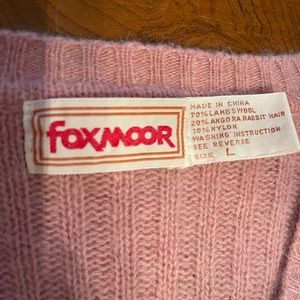 foxmoor
MADE IN CHINA
70% LAMBSWOOL
20% ANGORA RABBIT HAIR
10% NYLON
WASHING INSTRUCTION
SEE REVERSE
SIZE L